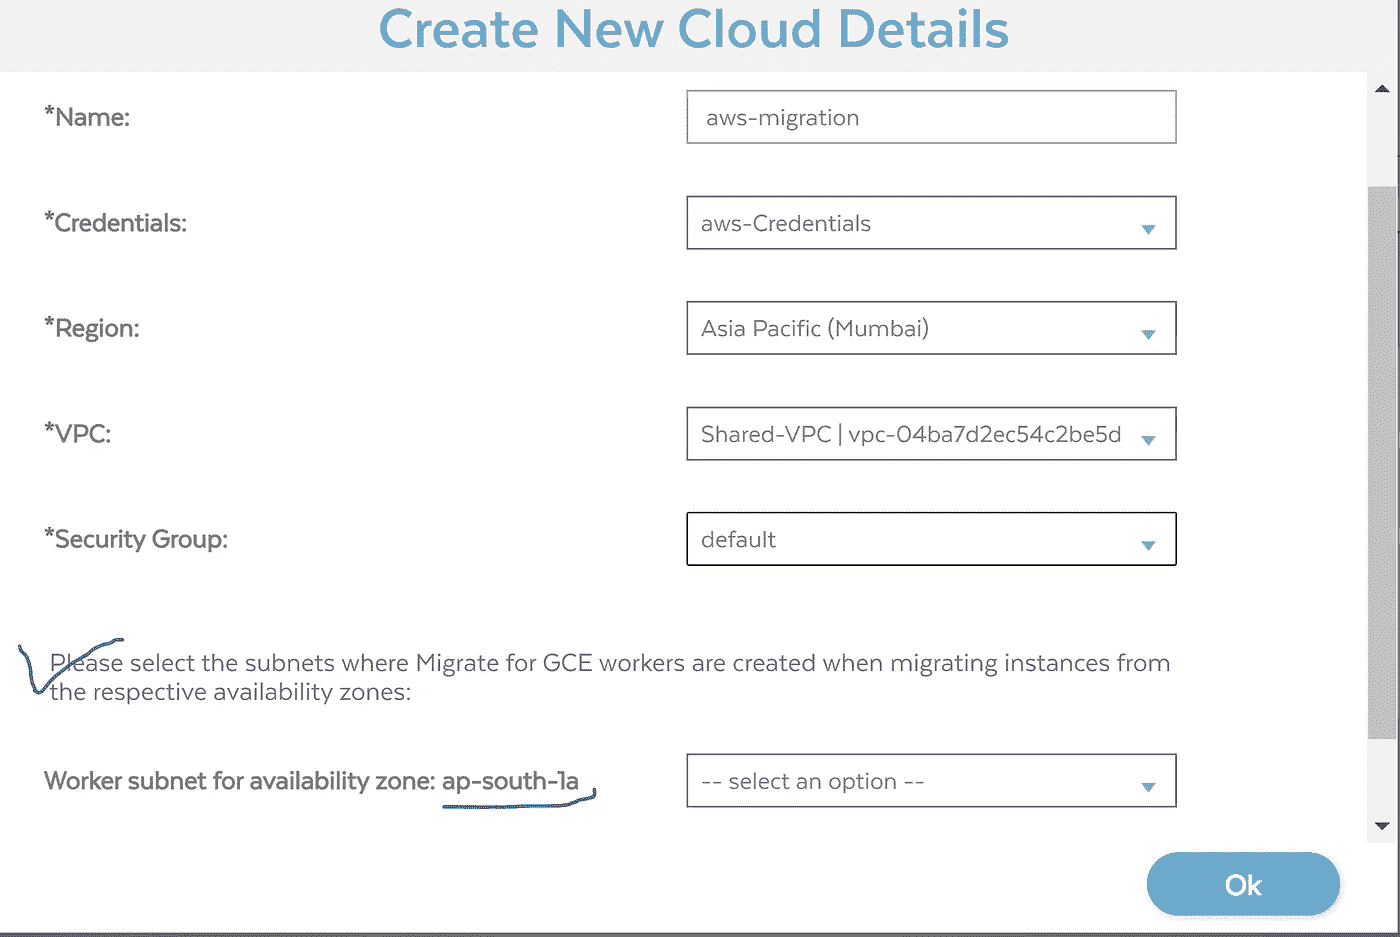 Create New Cloud Details
*Name:
aws-migration
*Credentials:
aws-Credentials
*Region:
Asia Pacific (Mumbai)
*VPC:
Shared-VPC | vpc-04ba7d2ec54c2be5d
*Security Group:
default
Please select the subnets where Migrate for GCE workers are created when migrating instances from
the respective availability zones:
Worker subnet for availability zone: ap-south-1a
-- select an option --
Ok